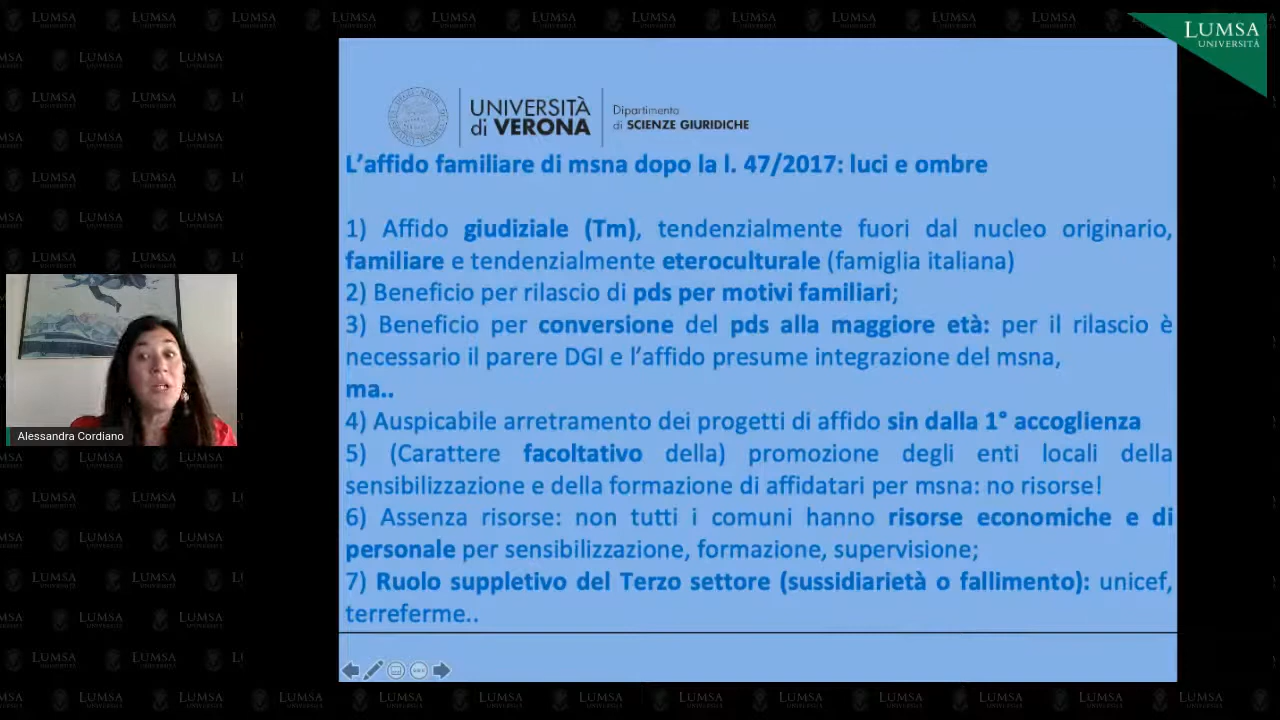 LUMSA
UNIVERSITÀ
UNIVERSITÀ
di VERONA
Dipartimento
di SCIENZE GIURIDICHE
L'affido familiare di msna dopo la l. 47/2017: luci e ombre
1) Affido giudiziale (Tm), tendenzialmente fuori dal nucleo originario,
familiare e tendenzialmente eteroculturale (famiglia italiana)
2) Beneficio per rilascio di pds per motivi familiari;
3) Beneficio per conversione del pds alla maggiore età: per il rilascio è
necessario il parere DGI e l'affido presume integrazione del msna,
ma..
4) Auspicabile arretramento dei progetti di affido sin dalla 1° accoglienza
5) (Carattere facoltativo della) promozione degli enti locali della
sensibilizzazione e della formazione di affidatari per msna: no risorse!
6) Assenza risorse: non tutti i comuni hanno risorse economiche e di
personale per sensibilizzazione, formazione, supervisione;
7) Ruolo suppletivo del Terzo settore (sussidiarietà o fallimento): unicef,
terreferme..
Alessandra Cordiano